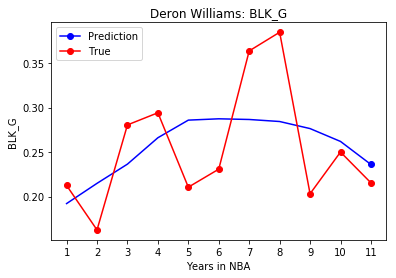 Deron Williams: BLK_G
Prediction
True
BLK_G
0.35
0.30
0.25
0.20
1 2 3 4 5 6 7 8 9 10 11
Years in NBA